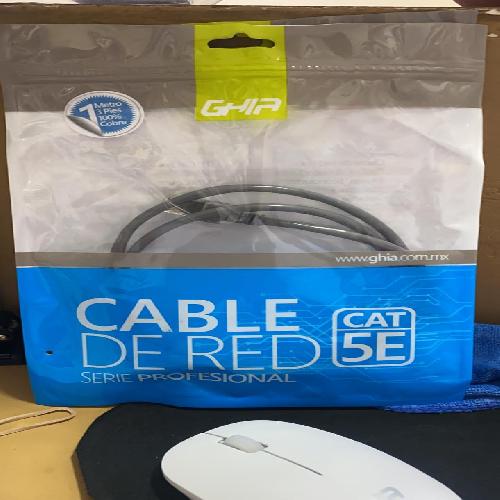 GHIA
1 Metro
3 Pies
100%
Cobre
www.ghia.com.mx
CABLE
DE RED
CAT
5E
SERIE PROFESIONAL